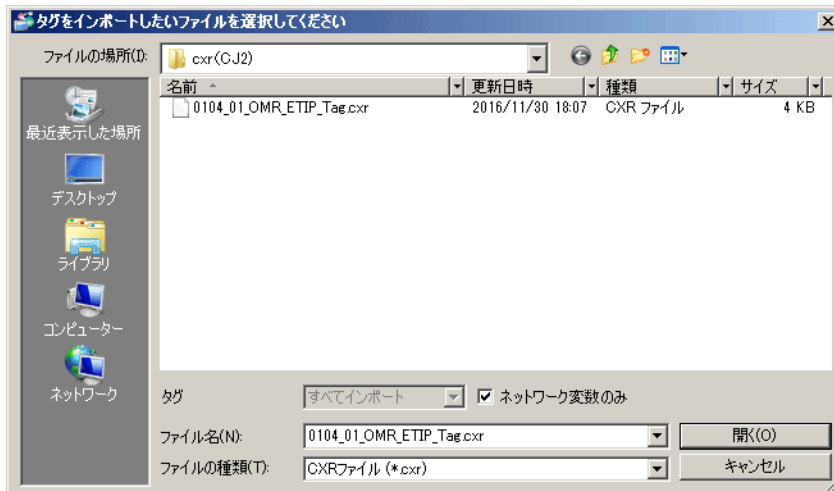 タグをインポートしたいファイルを選択してください
ファイルの場所(I):
cxr(CJ2)
名前
更新日時
種類
サイズ
0104_01_OMR_ETIP_Tag.cxr
2016/11/30 18:07
CXR ファイル
4 KB
最近表示した場所
デスクトップ
ライブラリ
コンピューター
ネットワーク
タグ
すべてインポート
ネットワーク変数のみ
ファイル名(N):
0104_01_OMR_ETIP_Tag.cxr
開く(O)
ファイルの種類(T):
CXRファイル (*.cxr)
キャンセル